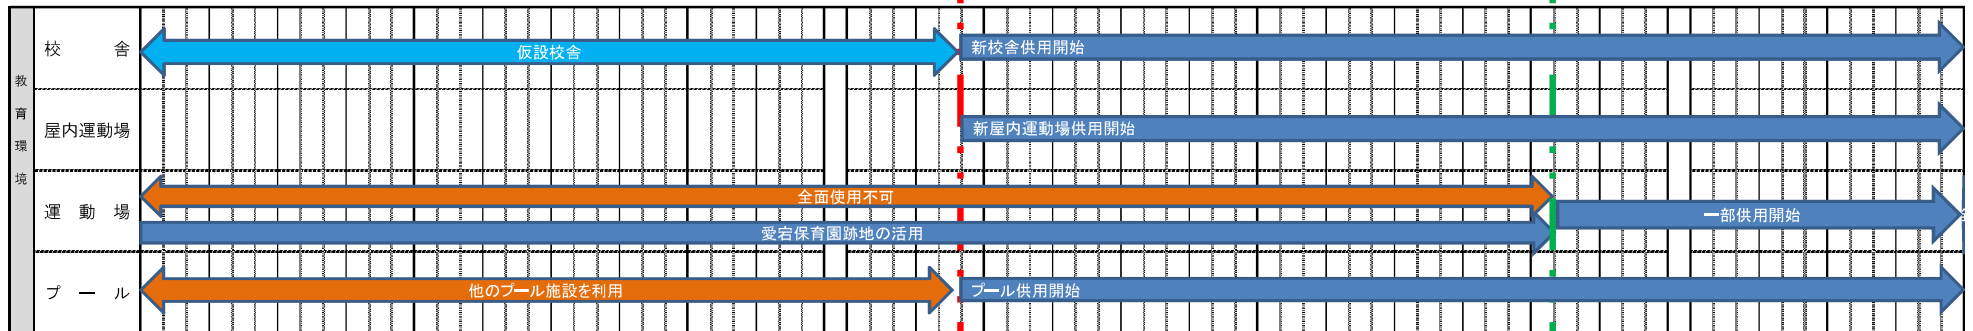 教育環境
校舎
仮設校舎
新校舎供用開始
屋内運動場
新屋内運動場供用開始
運動場
全面使用不可
愛宕保育園跡地の活用
一部供用開始
プール
他のプール施設を利用
プール供用開始